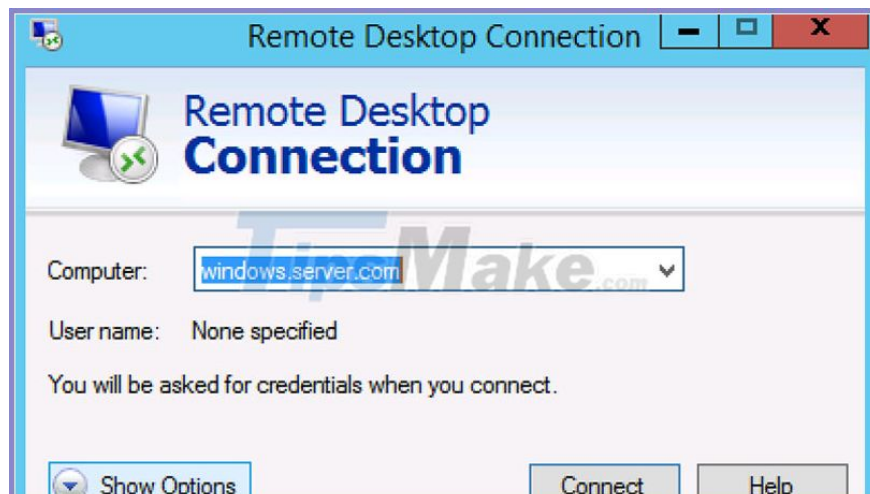 Remote Desktop Connection
Remote Desktop
Connection
TipsMake.com
Computer: windows.server.com
User name: None specified
You will be asked for credentials when you connect.
Show Options Connect Help